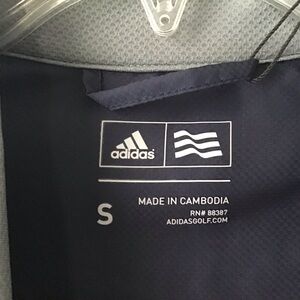 adidas
S
MADE IN CAMBODIA
RN# 88387
ADIDASGOLF.COM